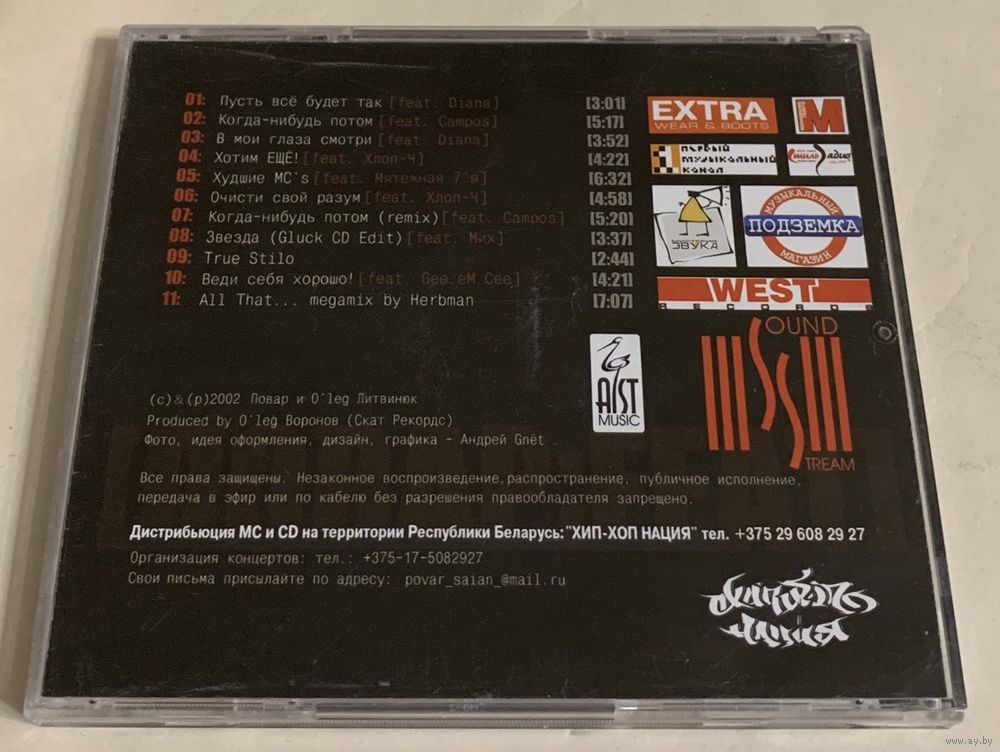 01: Пусть всё будет так [feat. Diana] [3:01]
02: Когда-нибудь потом [feat. Campos] [5:17]
03: В мои глаза смотри [feat. Diana] [3:52]
04: Хотим ЕЩЁ! [feat. Хлоп-Ч] [4:22]
05: Худшие MC's [feat. Мятежная 7'я] [6:32]
06: Очисти свой разум [feat. Хлоп-Ч] [4:58]
07: Когда-нибудь потом (remix) [feat. Campos] [5:20]
08: Звезда (Gluck CD Edit) [feat. Мих] [3:37]
09: True Stilo [2:44]
10: Веди себя хорошо! [feat. Gee.eM.Cee] [4:21]
11: All That... megamix by Herbman [7:07]
EXTRA
WEAR & BOOTS
М
1 ПЕРВЫЙ
МУЗЫКАЛЬНЫЙ
КАНАЛ
Стиль Радио
ЗВУКА
МУЗЫКАЛЬНЫЙ
ПОДЗЕМКА
МАГАЗИН
WEST
RECORDS
AIST
MUSIC
SOUND
STREAM
(c)&(p)2002 Повар и O'leg Литвинюк
Produced by O'leg Воронов (Скат Рекордс)
Фото, идея оформления, дизайн, графика - Андрей Gnёt
Все права защищены. Незаконное воспроизведение, распространение, публичное исполнение,
передача в эфир или по кабелю без разрешения правообладателя запрещено.
Дистрибьюция МС и CD на территории Республики Беларусь: "ХИП-ХОП НАЦИЯ" тел. +375 29 608 29 27
Организация концертов: тел.: +375-17-5082927
Свои письма присылайте по адресу: povar_saian_@mail.ru
нация
www.ay.by